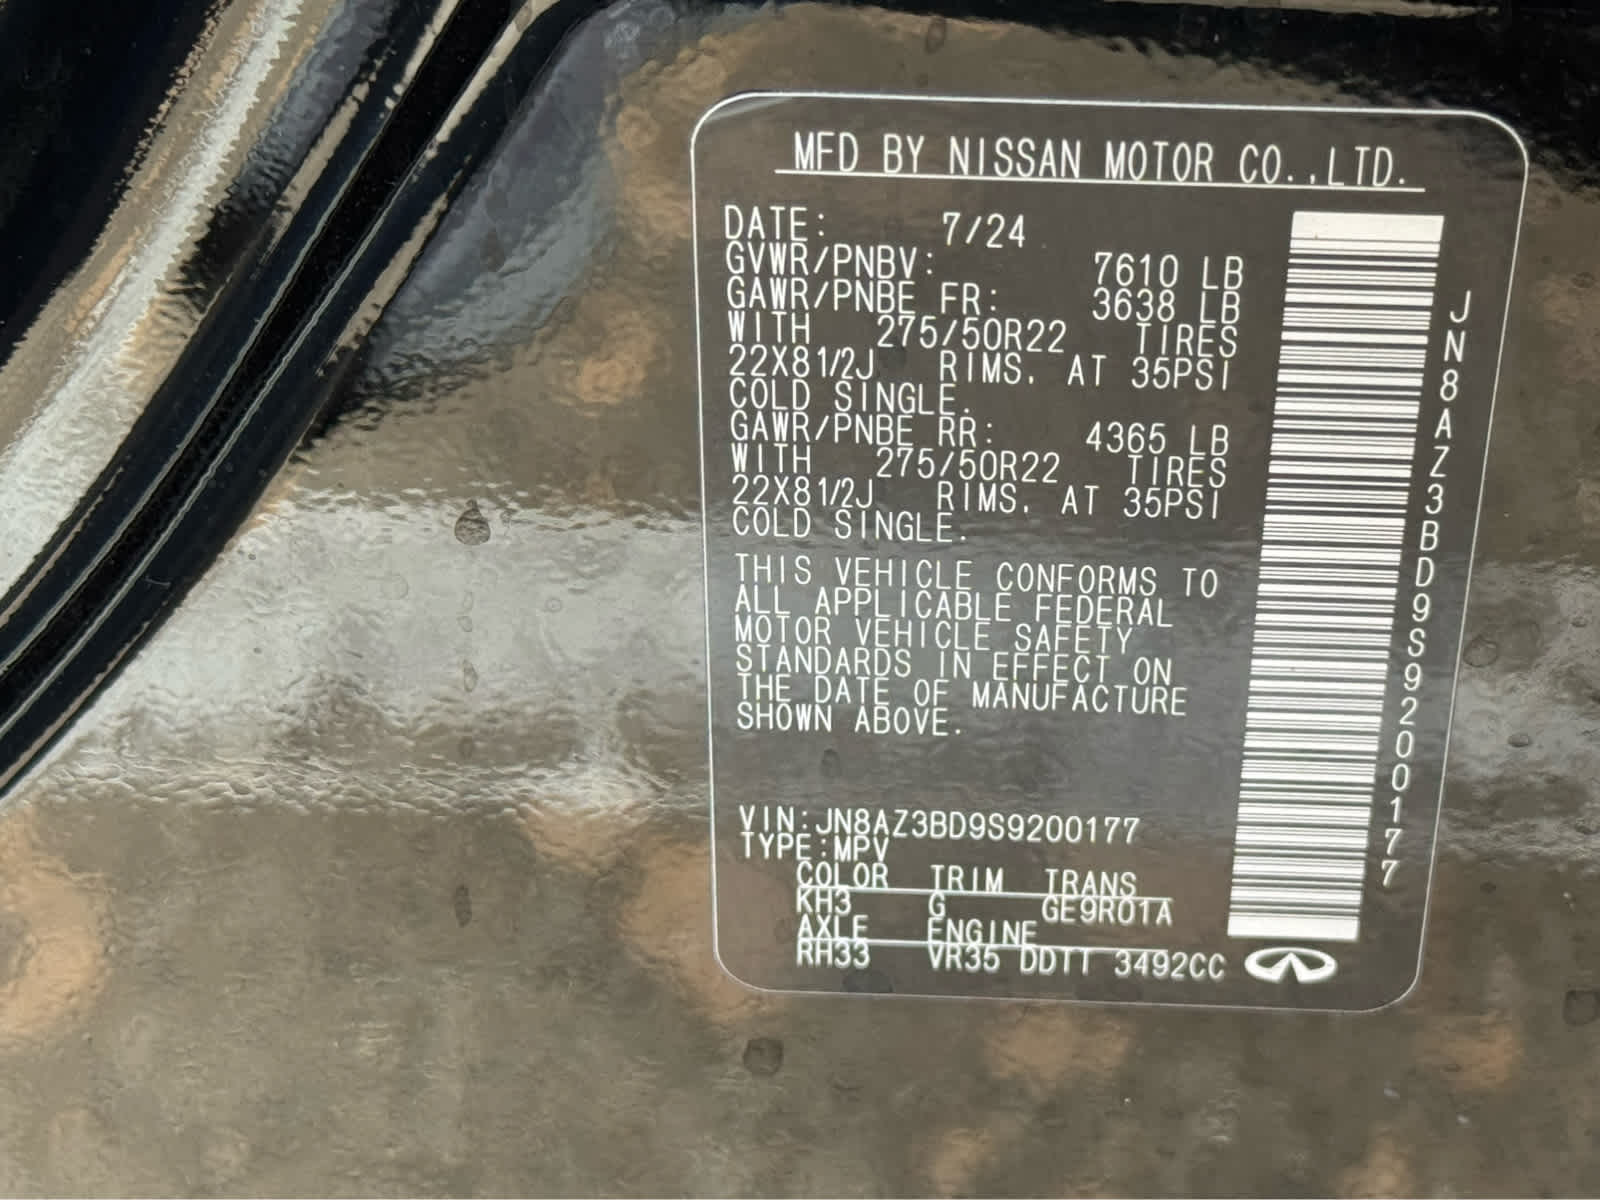 MFD BY NISSAN MOTOR CO.,LTD.
DATE: 7/24
GVWR/PNBV: 7610 LB
GAWR/PNBE FR: 3638 LB
WITH 275/50R22 TIRES
22X81/2J RIMS. AT 35PSI
COLD SINGLE.
GAWR/PNBE RR: 4365 LB
WITH 275/50R22 TIRES
22X81/2J RIMS. AT 35PSI
COLD SINGLE.
THIS VEHICLE CONFORMS TO
ALL APPLICABLE FEDERAL
MOTOR VEHICLE SAFETY
STANDARDS IN EFFECT ON
THE DATE OF MANUFACTURE
SHOWN ABOVE.
VIN:JN8AZ3BD9S9200177
TYPE:MPV
COLOR TRIM TRANS
KH3 G GE9R01A
AXLE ENGINE
RH33 VR35 DDTT 3492CC
JN8AZ3BD9S9200177